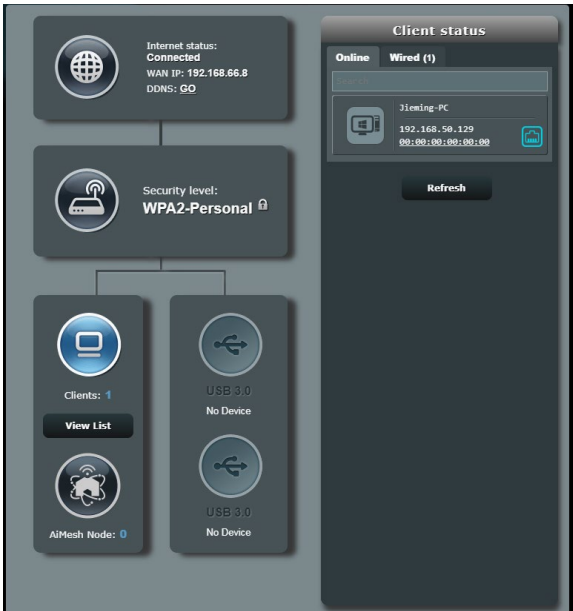 Internet status:
Connected
WAN IP: 192.168.66.8
DDNS: GO
Security level:
WPA2-Personal
Clients: 1
View List
AiMesh Node: 0
USB 3.0
No Device
USB 3.0
No Device
Client status
Online Wired (1)
Search
Jieming-PC
192.168.50.129
00:00:00:00:00:00
Refresh